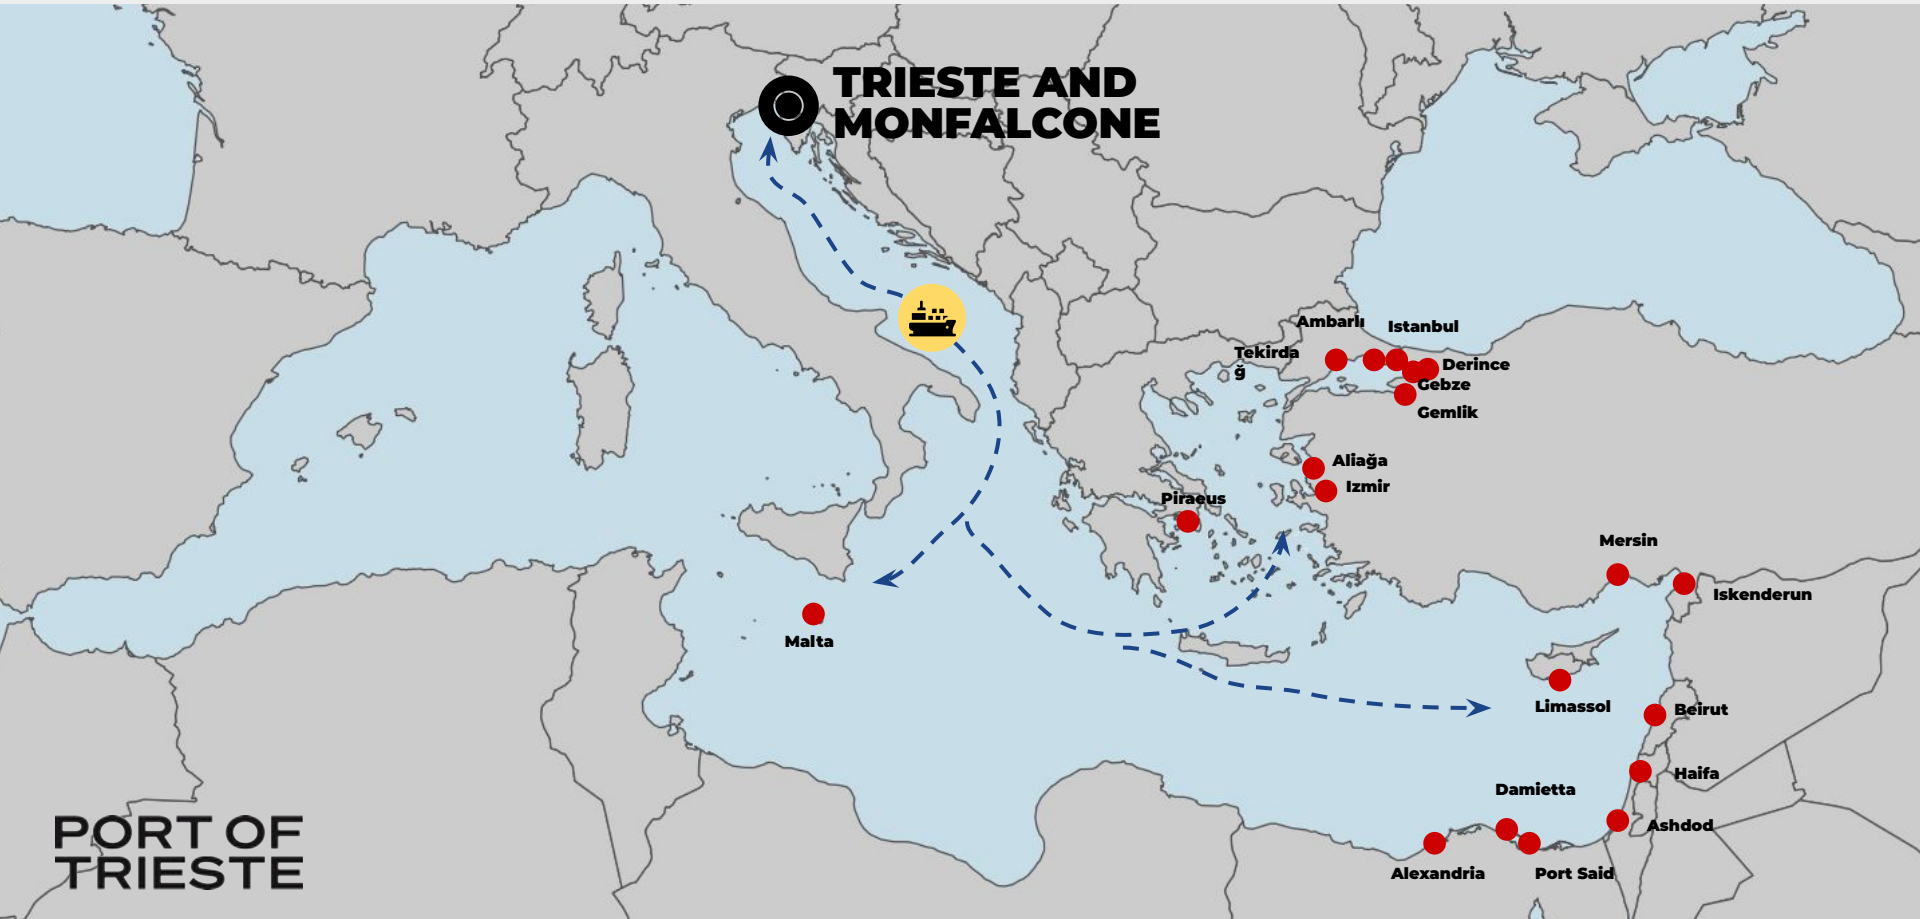 TRIESTE AND
MONFALCONE
Ambarlı
Istanbul
Tekirda
ğ
Derince
Gebze
Gemlik
Aliağa
Izmir
Piraeus
Mersin
Iskenderun
Malta
Limassol
Beirut
Haifa
Damietta
Ashdod
Alexandria
Port Said
PORT OF
TRIESTE